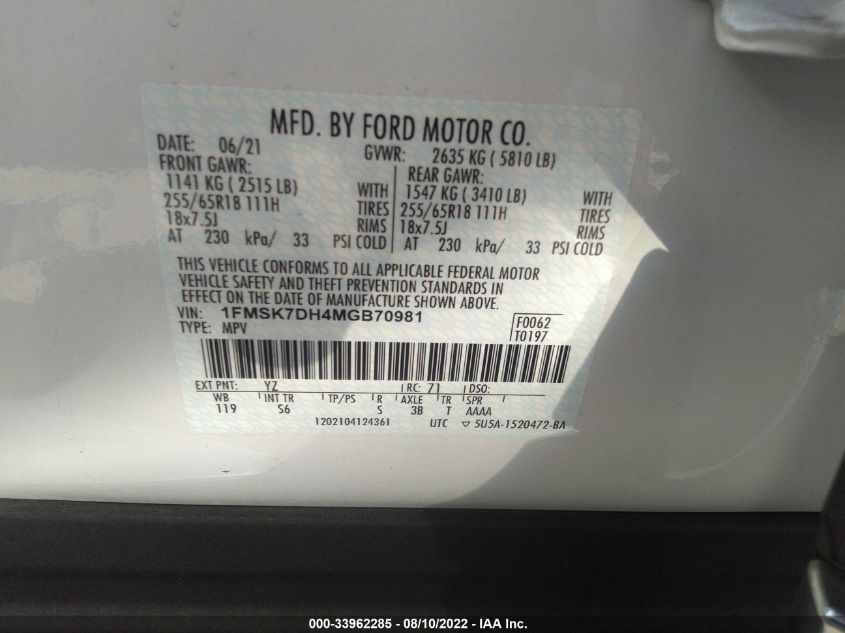 MFD. BY FORD MOTOR CO.
DATE: 06/21 GVWR: 2635 KG ( 5810 LB)
FRONT GAWR: REAR GAWR:
1141 KG ( 2515 LB) WITH 1547 KG ( 3410 LB) WITH
255/65R18 111H TIRES 255/65R18 111H TIRES
18x7.5J RIMS 18x7.5J RIMS
AT 230 kPa/ 33 PSI COLD AT 230 kPa/ 33 PSI COLD
THIS VEHICLE CONFORMS TO ALL APPLICABLE FEDERAL MOTOR
VEHICLE SAFETY AND THEFT PREVENTION STANDARDS IN
EFFECT ON THE DATE OF MANUFACTURE SHOWN ABOVE.
VIN: 1FMSK7DH4MGB70981 F0062
TYPE: MPV T0197
EXT PNT: YZ RC: 71 DSO:
WB INT TR TP/PS R AXLE TR SPR
119 S6 S 3B T AAAA
1202104124361 UTC ▽ 5U5A-1520472-BA
000-33962285 - 08/10/2022 - IAA Inc.